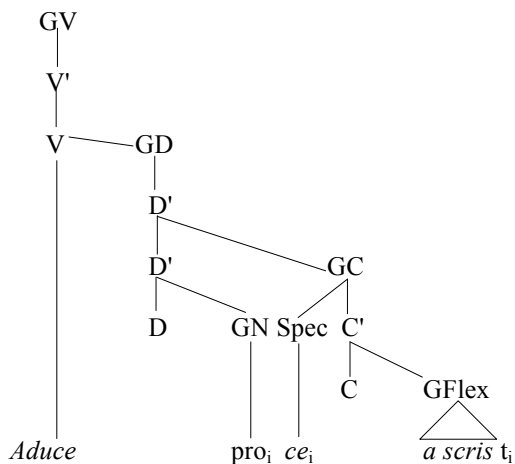 GV
V'
V GD
D'
D' GC
D GN Spec C'
C GFlex
Aduce proi cei a scris ti